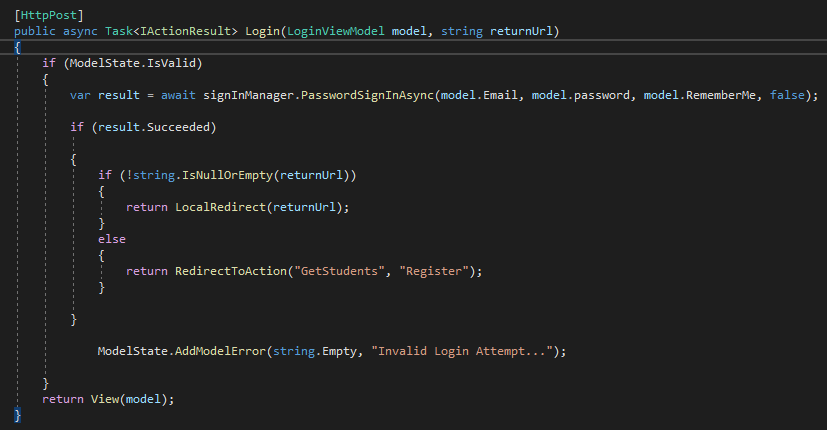 [HttpPost]
public async Task<IActionResult> Login(LoginViewModel model, string returnUrl)
{
if (ModelState.IsValid)
{
var result = await signInManager.PasswordSignInAsync(model.Email, model.password, model.RememberMe, false);
if (result.Succeeded)
{
if (!string.IsNullOrEmpty(returnUrl))
{
return LocalRedirect(returnUrl);
}
else
{
return RedirectToAction("GetStudents", "Register");
}
}
ModelState.AddModelError(string.Empty, "Invalid Login Attempt...");
}
return View(model);
}